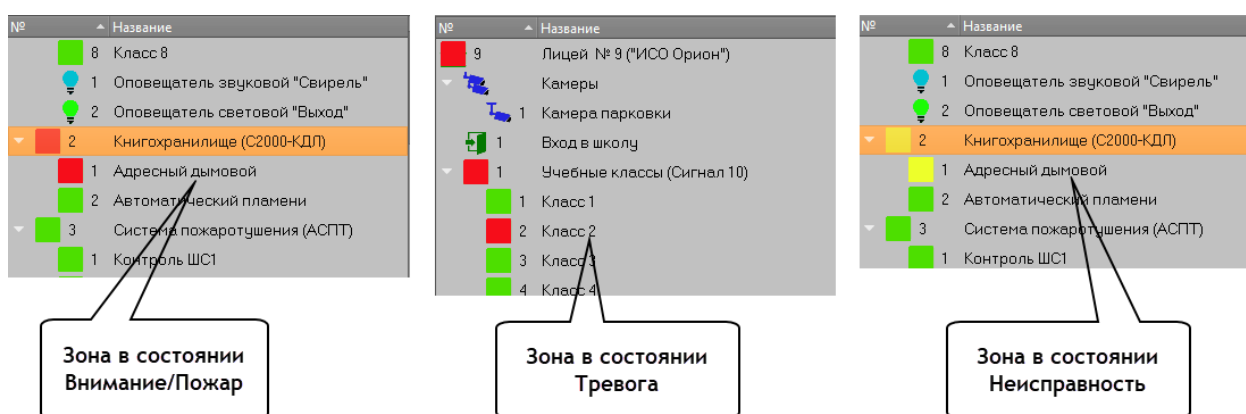 № Название
8 Класс 8
1 Оповещатель звуковой "Свирель"
2 Оповещатель световой "Выход"
2 Книгохранилище (С2000-КДЛ)
1 Адресный дымовой
2 Автоматический пламени
3 Система пожаротушения (АСПТ)
1 Контроль ШС1
Зона в состоянии
Внимание/Пожар
№ Название
9 Лицей № 9 ("ИСО Орион")
Камеры
1 Камера парковки
1 Вход в школу
1 Учебные классы (Сигнал 10)
1 Класс 1
2 Класс 2
3 Класс 3
4 Класс 4
Зона в состоянии
Тревога
№ Название
8 Класс 8
1 Оповещатель звуковой "Свирель"
2 Оповещатель световой "Выход"
2 Книгохранилище (С2000-КДЛ)
1 Адресный дымовой
2 Автоматический пламени
3 Система пожаротушения (АСПТ)
1 Контроль ШС1
Зона в состоянии
Неисправность